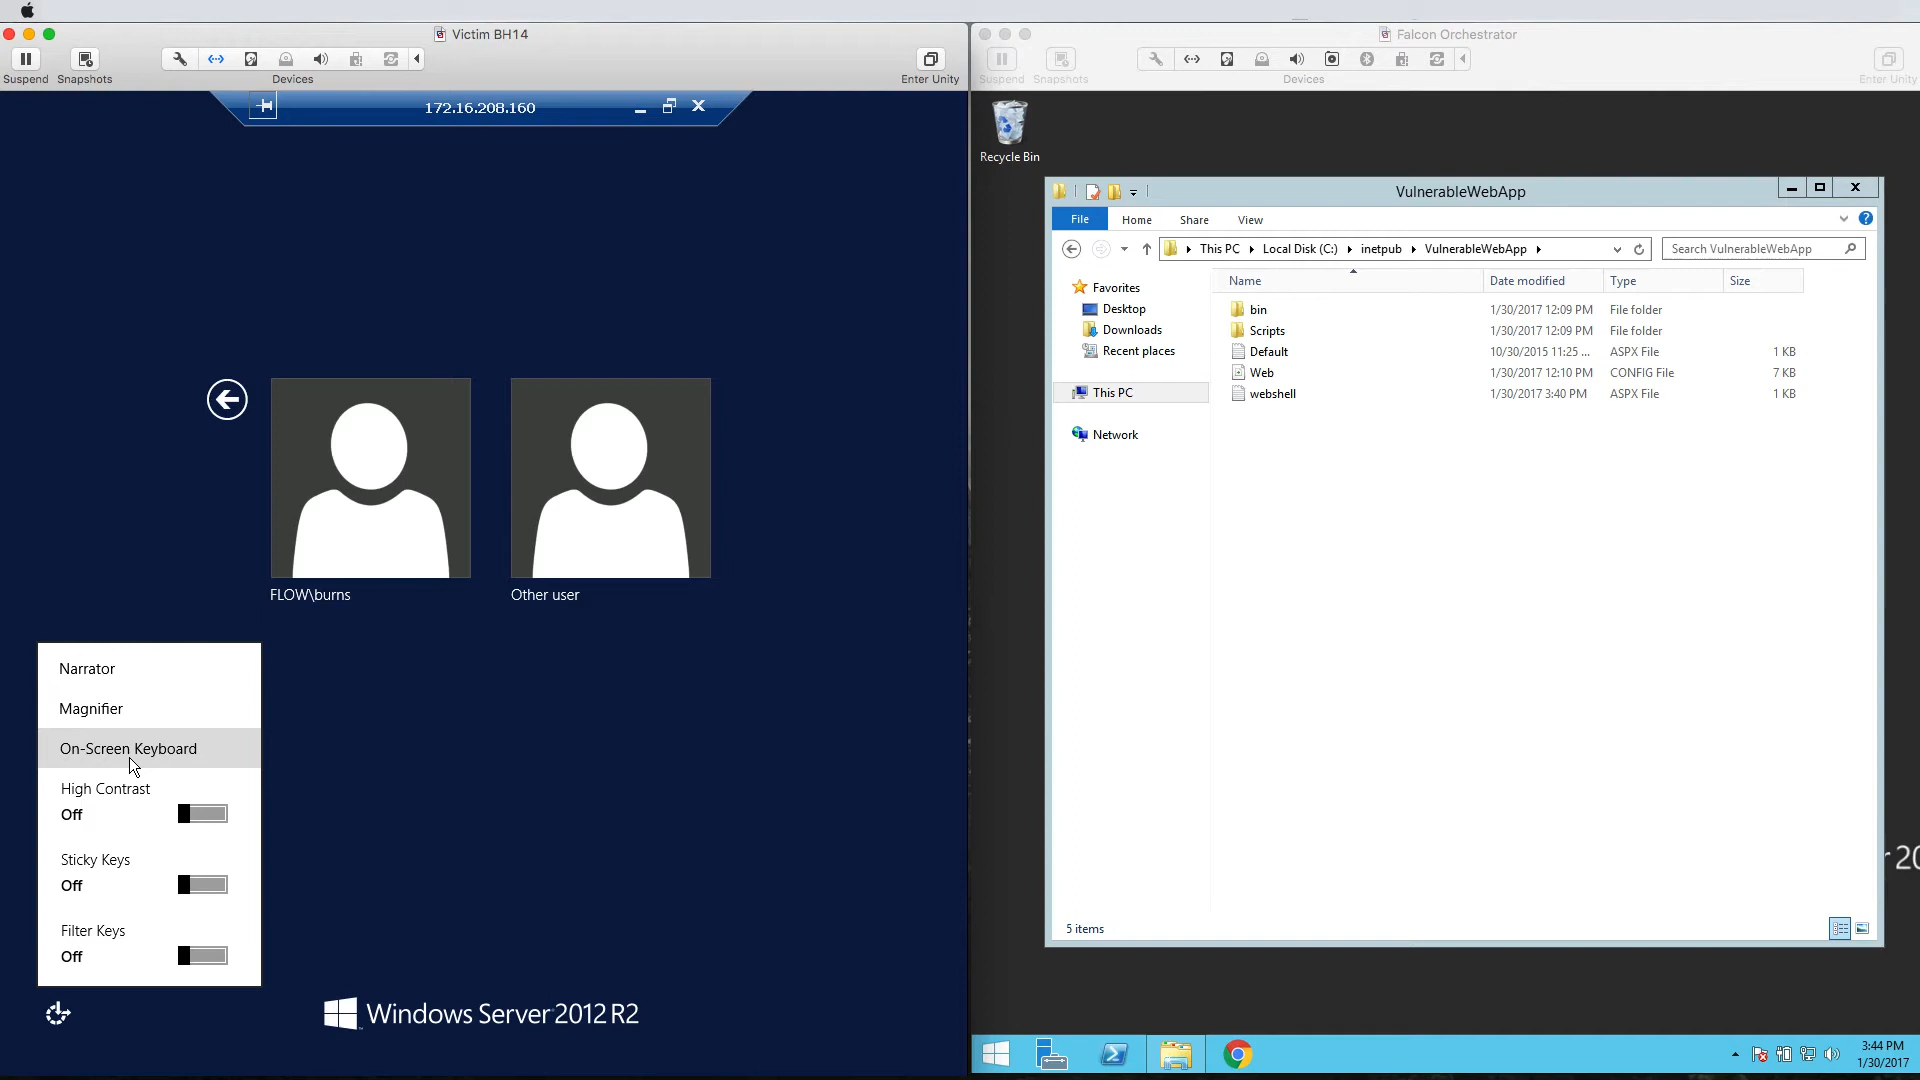 Victim BH14
Suspend
Snapshots
Devices
Enter Unity
172.16.208.160
FLOW\burns
Other user
Narrator
Magnifier
On-Screen Keyboard
High Contrast
Off
Sticky Keys
Off
Filter Keys
Off
Windows Server 2012 R2
Falcon Orchestrator
Suspend
Snapshots
Devices
Enter Unity
Recycle Bin
VulnerableWebApp
File Home Share View
This PC Local Disk (C:) inetpub VulnerableWebApp
Search VulnerableWebApp
Favorites
Desktop
Downloads
Recent places
This PC
Network
Name Date modified Type Size
bin 1/30/2017 12:09 PM File folder
Scripts 1/30/2017 12:09 PM File folder
Default 10/30/2015 11:25 ... ASPX File 1 KB
Web 1/30/2017 12:10 PM CONFIG File 7 KB
webshell 1/30/2017 3:40 PM ASPX File 1 KB
5 items
r 20
3:44 PM
1/30/2017